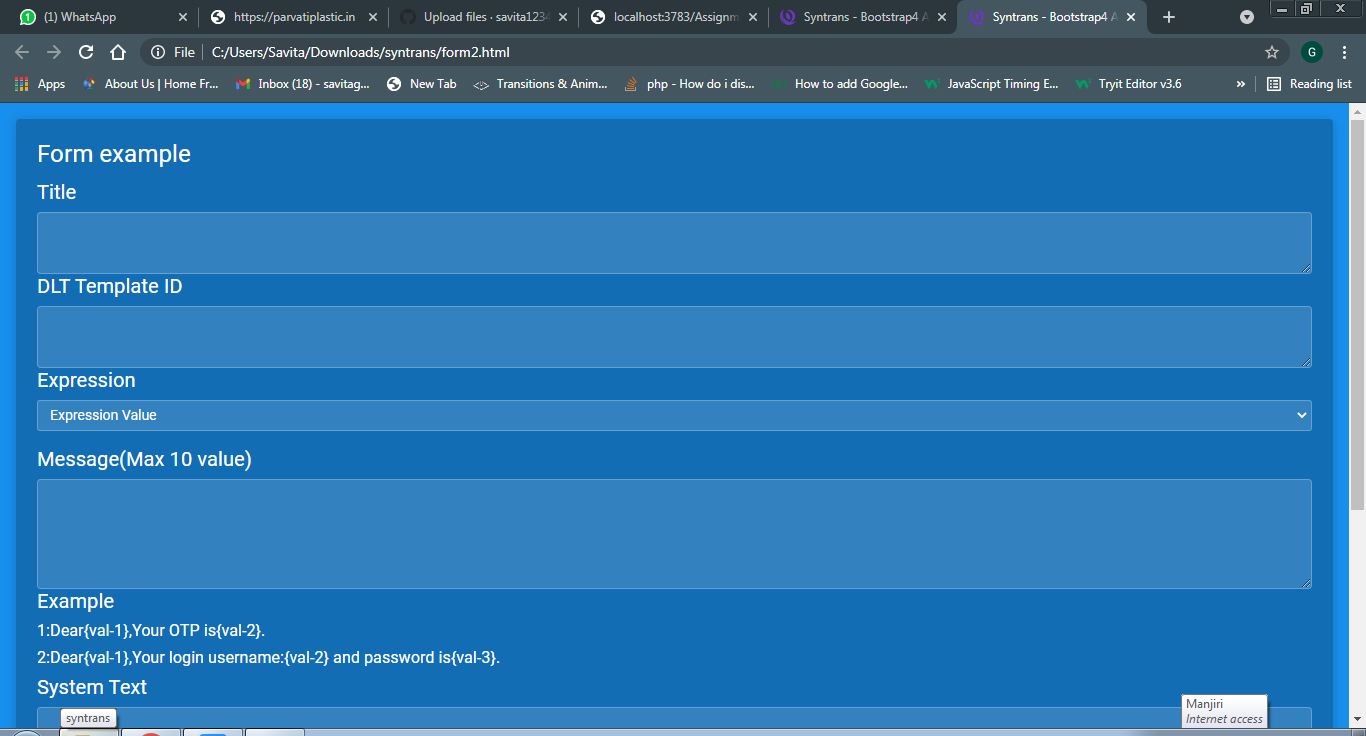 (1) WhatsApp
https://parvatiplastic.in
Upload files · savita1234
localhost:3783/Assignm
Syntrans - Bootstrap4 A
Syntrans - Bootstrap4 A
File
C:/Users/Savita/Downloads/syntrans/form2.html
G
Apps
About Us | Home Fr...
Inbox (18) - savitag...
New Tab
Transitions & Anim...
php - How do i dis...
How to add Google...
JavaScript Timing E...
Tryit Editor v3.6
»
Reading list
Form example
Title
DLT Template ID
Expression
Expression Value
Message(Max 10 value)
Example
1:Dear{val-1},Your OTP is{val-2}.
2:Dear{val-1},Your login username:{val-2} and password is{val-3}.
System Text
syntrans
Manjiri
Internet access